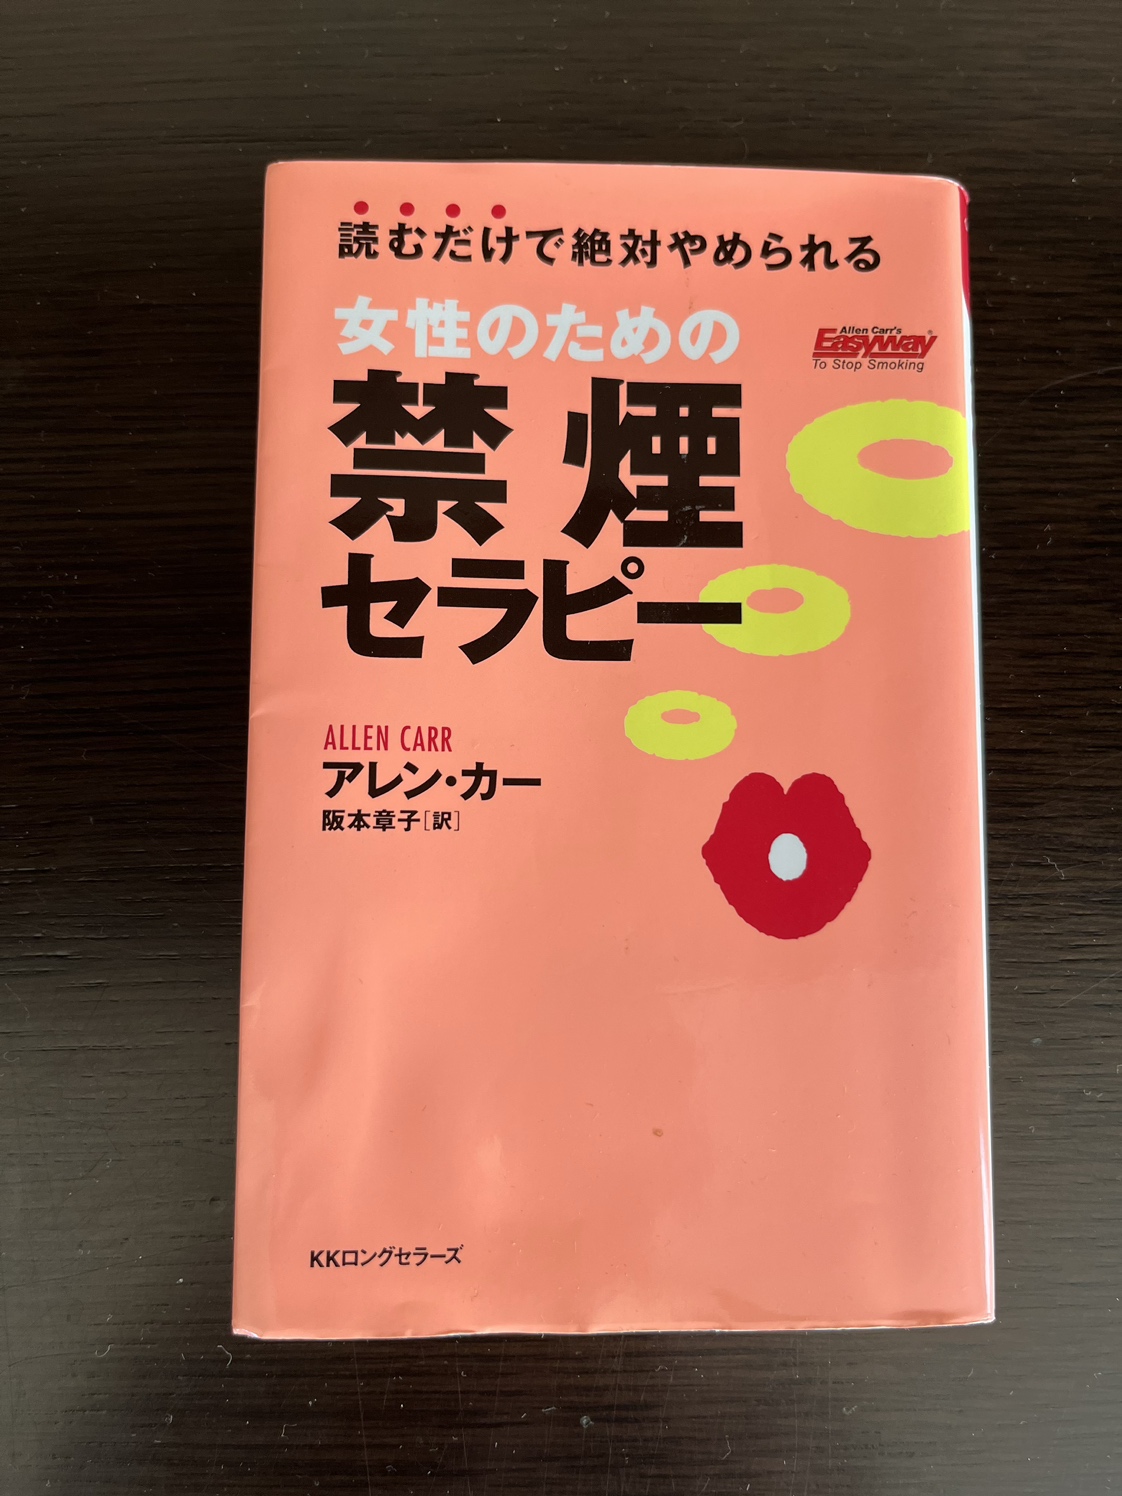 読むだけで絶対やめられる
女性のための
禁煙
セラピー
Allen Carr's
Easyway®
To Stop Smoking
ALLEN CARR
アレン・カー
阪本章子[訳]
KKロングセラーズ